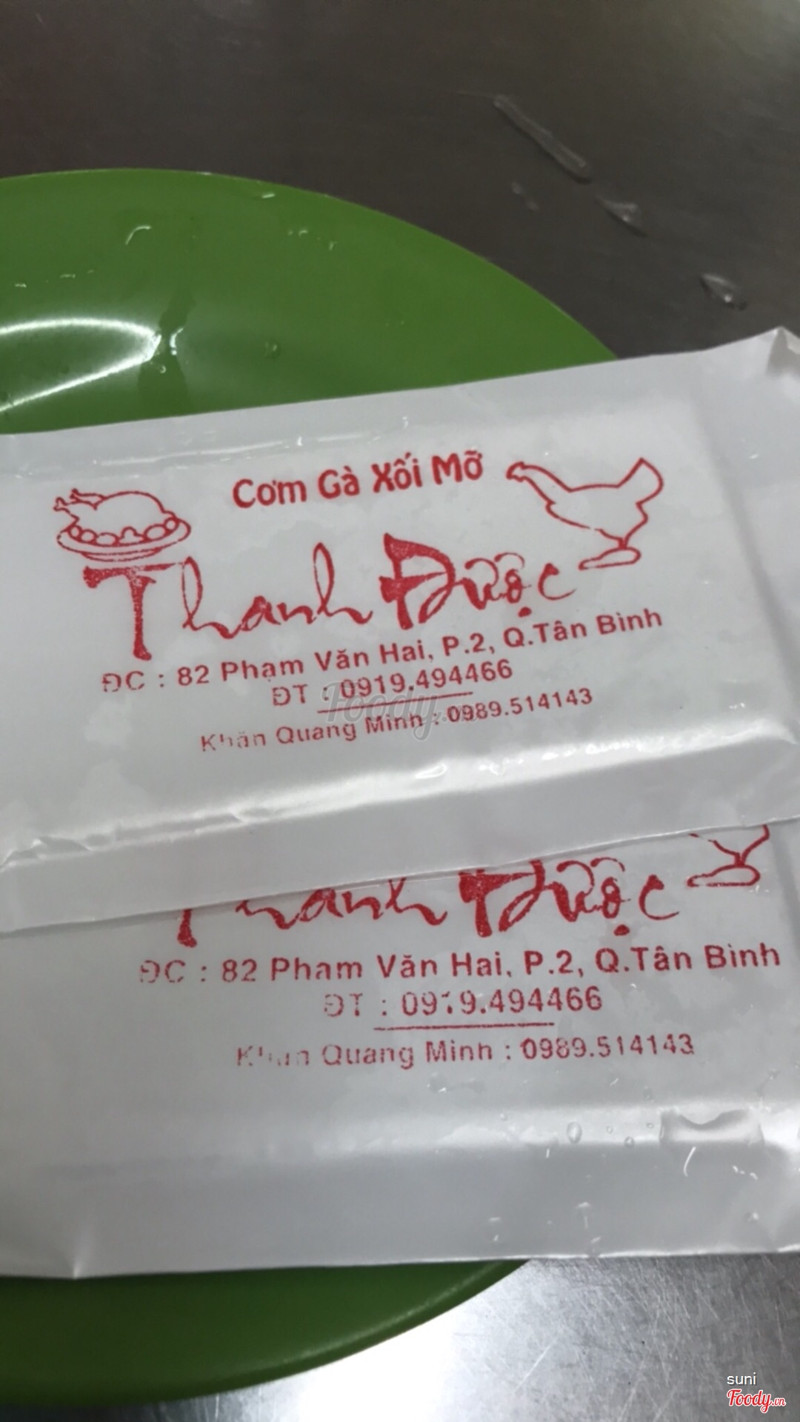 Cơm Gà Xối Mỡ
Thanh Được
ĐC : 82 Phạm Văn Hai, P.2, Q.Tân Bình
ĐT : 0919.494466
Foody.vn
Khăn Quang Minh : 0989.514143
Thanh Được
ĐC : 82 Phạm Văn Hai, P.2, Q.Tân Bình
ĐT : 0919.494466
Khăn Quang Minh : 0989.514143
suni
Foody.vn